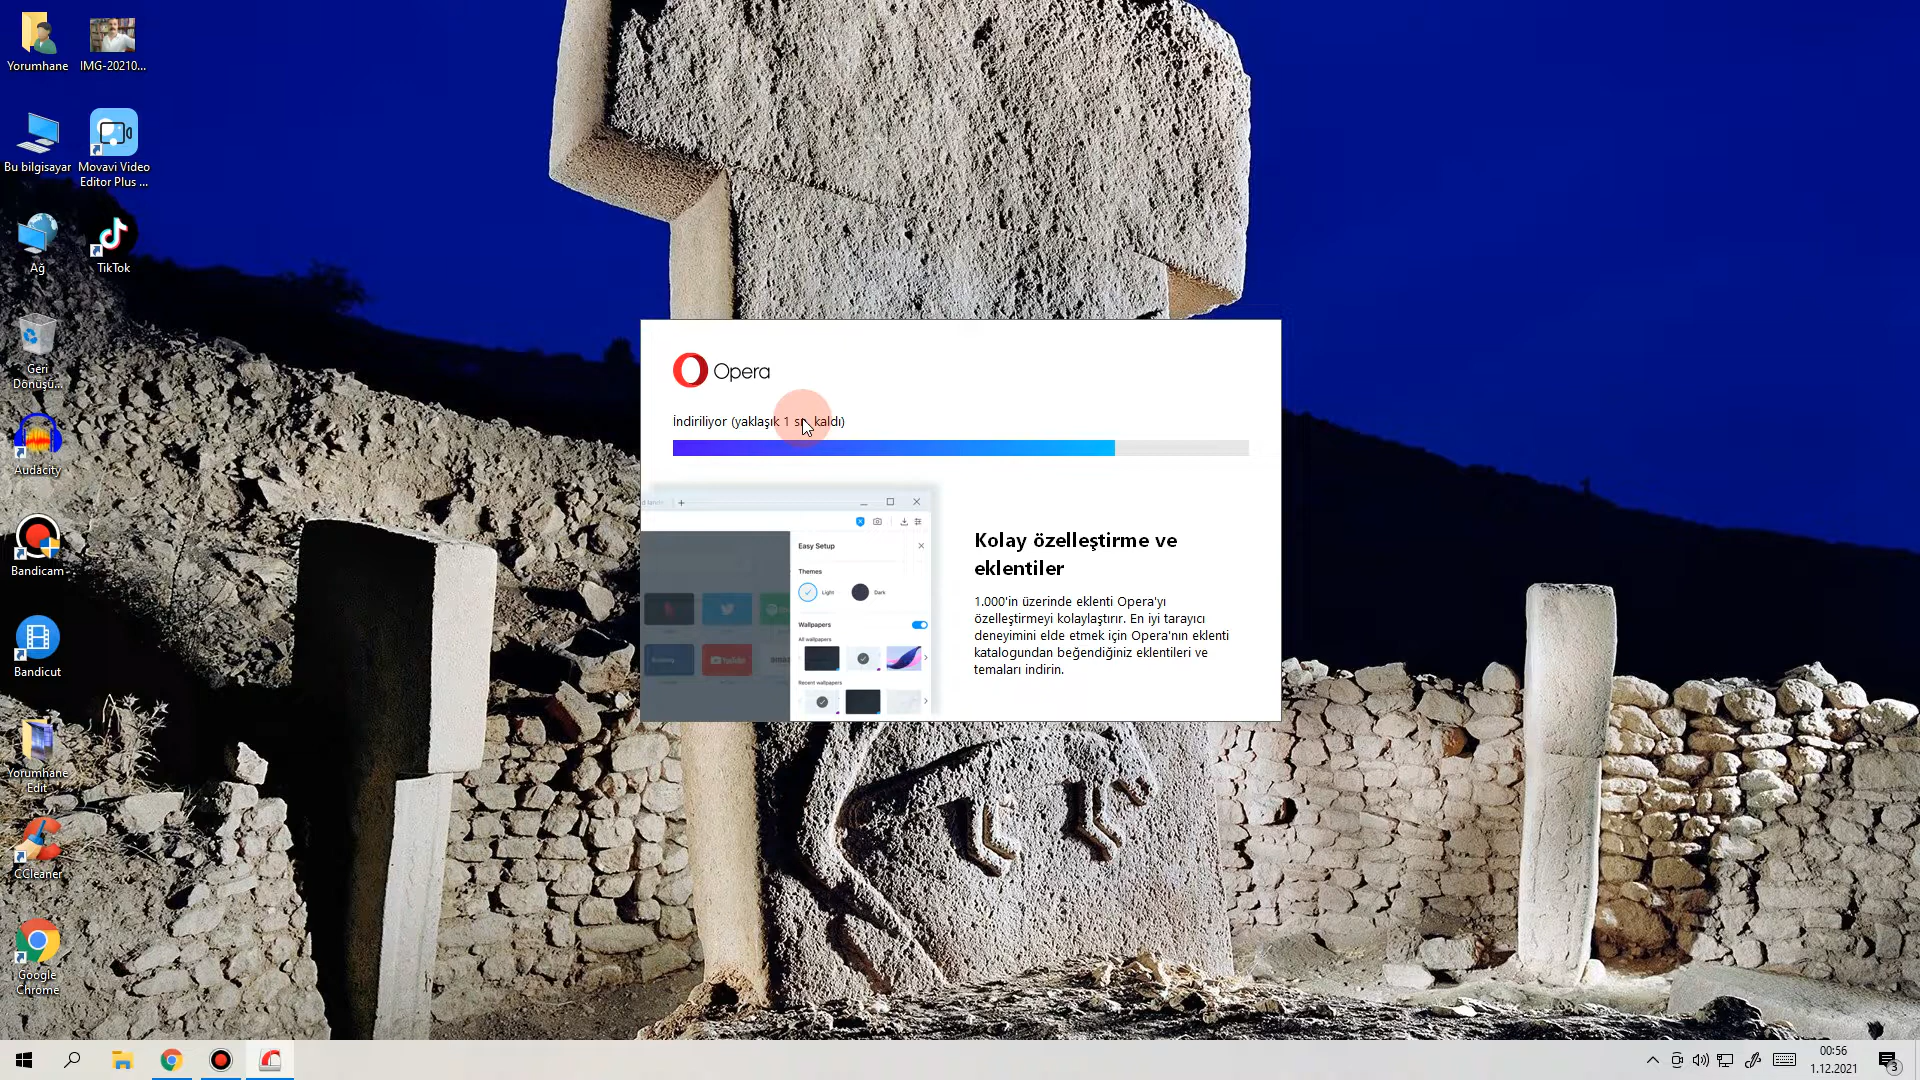 Yorumhane
IMG-20210...
Bu bilgisayar
Movavi Video
Editor Plus ...
Ağ
TikTok
Geri
Dönüşü...
Audacity
Bandicam
Bandicut
Yorumhane
Edit
CCleaner
Google
Chrome
Opera
İndiriliyor (yaklaşık 1 sn. kaldı)
Easy Setup
Themes
Light
Dark
Wallpapers
All wallpapers
Recent wallpapers
YouTube
Kolay özelleştirme ve
eklentiler
1.000'in üzerinde eklenti Opera'yı
özelleştirmeyi kolaylaştırır. En iyi tarayıcı
deneyimini elde etmek için Opera'nın eklenti
katalogundan beğendiğiniz eklentileri ve
temaları indirin.
00:56
1.12.2021
3